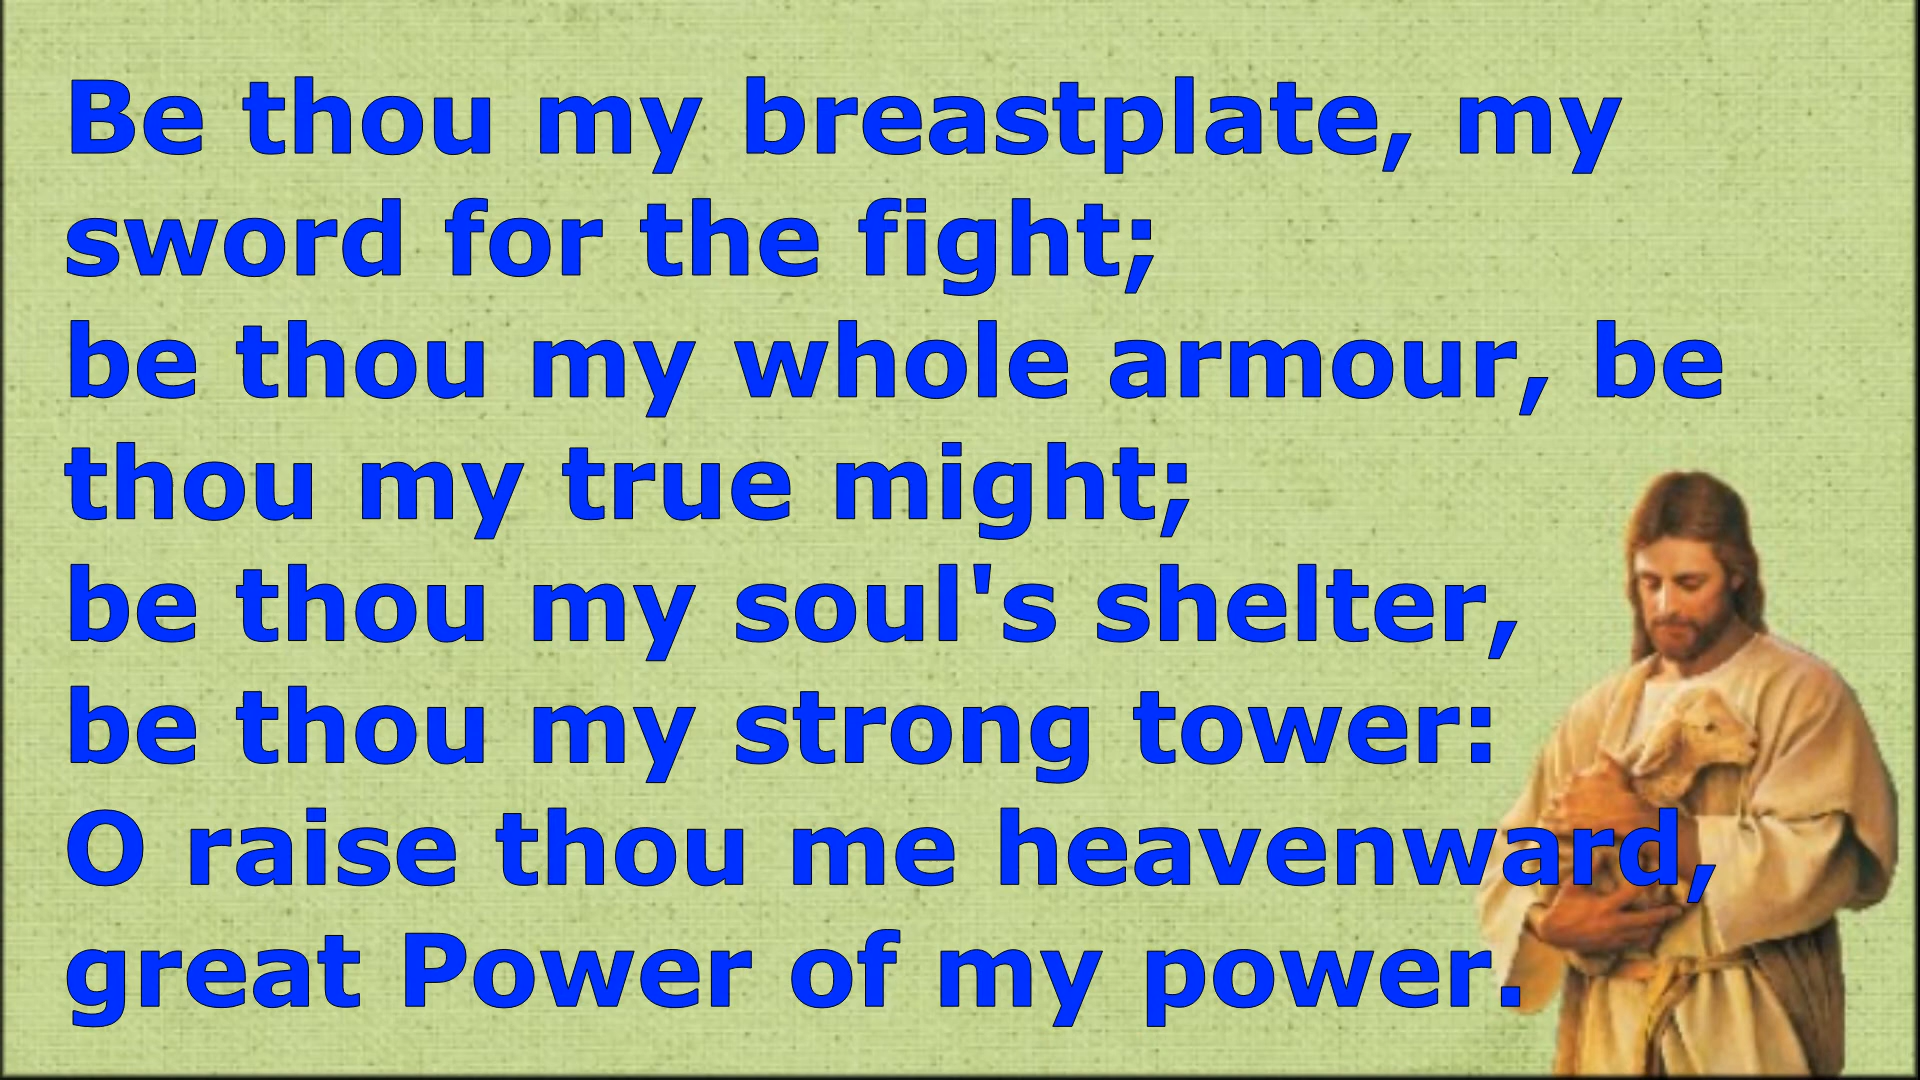 Be thou my breastplate, my
sword for the fight;
be thou my whole armour, be
thou my true might;
be thou my soul's shelter,
be thou my strong tower:
O raise thou me heavenward,
great Power of my power.